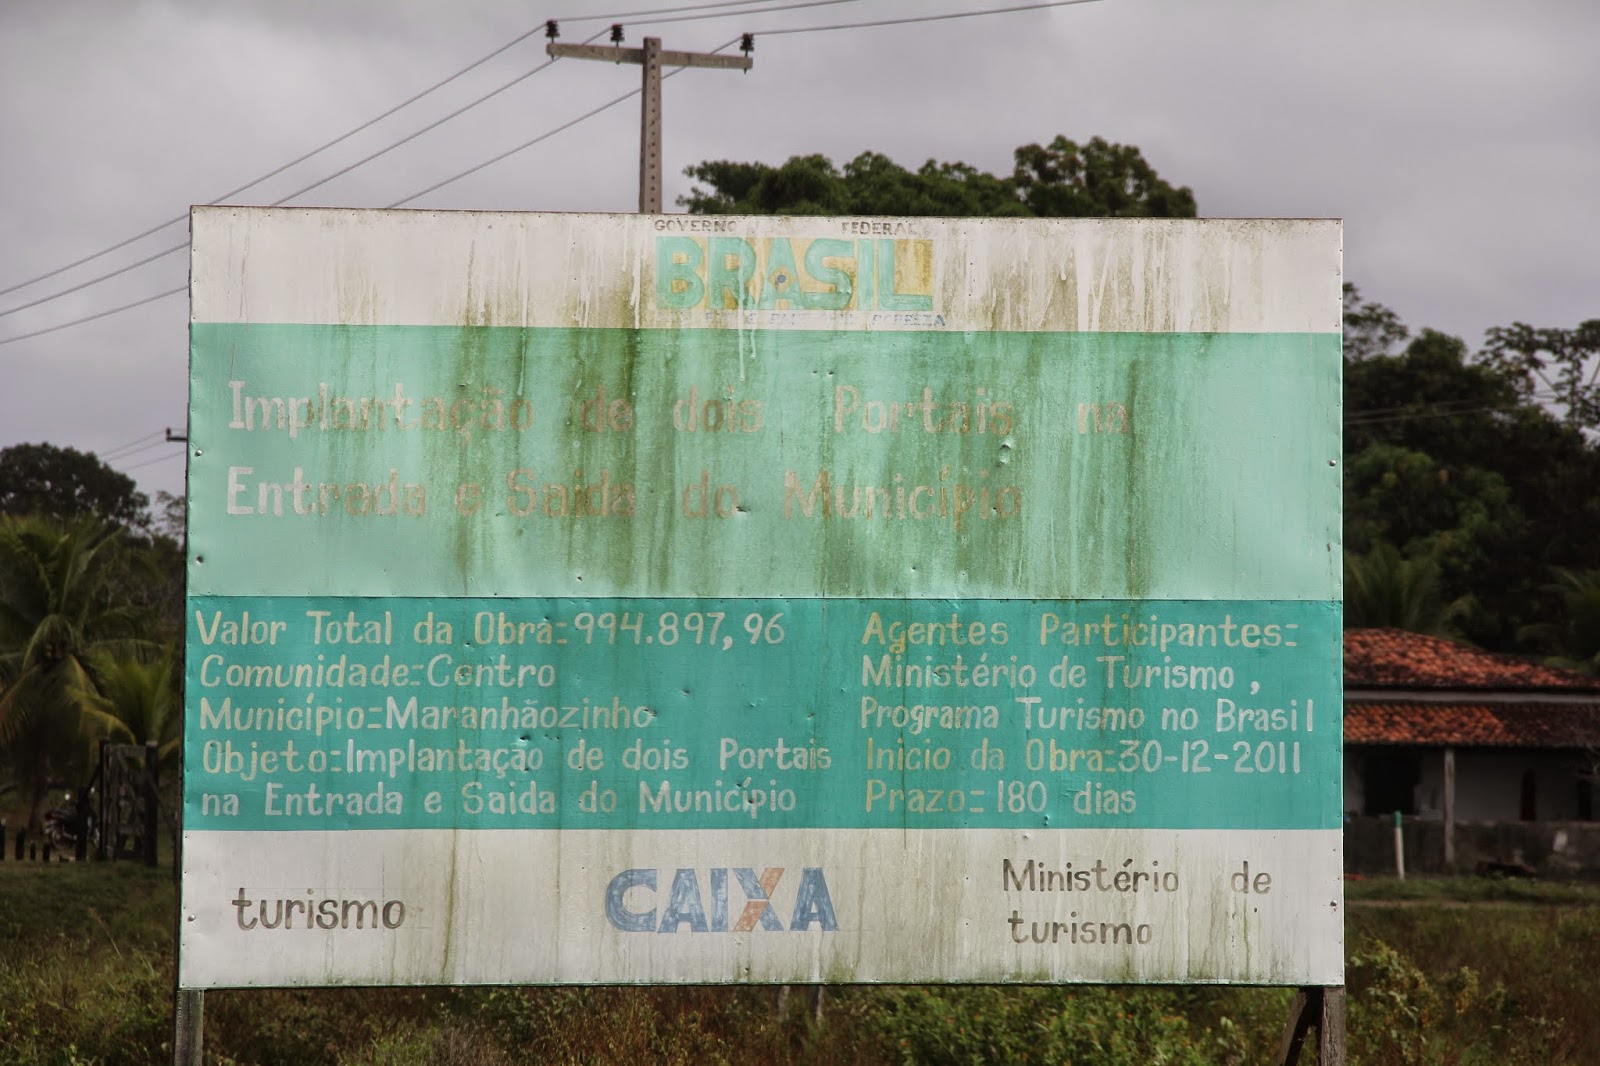 GOVERNO FEDERAL
BRASIL
POBREZA
Implantação de dois Portais na
Entrada e Saida do Município
Valor Total da Obra=994.897,96
Comunidade=Centro
Município=Maranhãozinho
Objeto=Implantação de dois Portais
na Entrada e Saida do Município
Agentes Participantes=
Ministério de Turismo,
Programa Turismo no Brasil
Inicio da Obra=30-12-2011
Prazo=180 dias
turismo
CAIXA
Ministério de
turismo